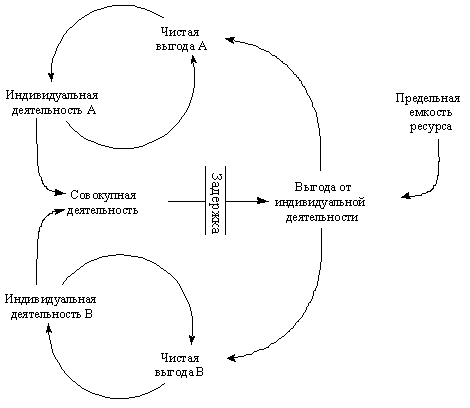 Чистая
выгода А
Индивидуальная
деятельность А
Предельная
емкость
ресурса
Совокупная
деятельность
Задержка
Выгода от
индивидуальной
деятельности
Индивидуальная
деятельность В
Чистая
выгода В